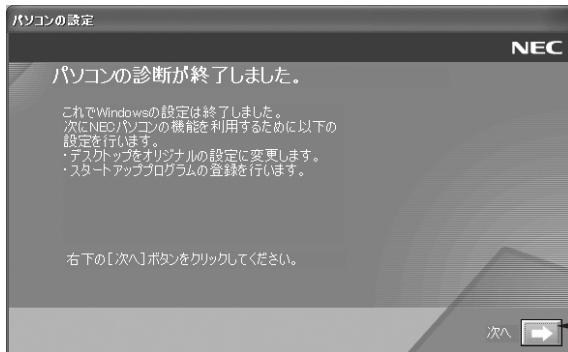 パソコンの設定
NEC
パソコンの診断が終了しました。
これでWindowsの設定は終了しました。
次にNECパソコンの機能を利用するために以下の
設定を行います。
・デスクトップをオリジナルの設定に変更します。
・スタートアッププログラムの登録を行います。
右下の[次へ]ボタンをクリックしてください。
次へ